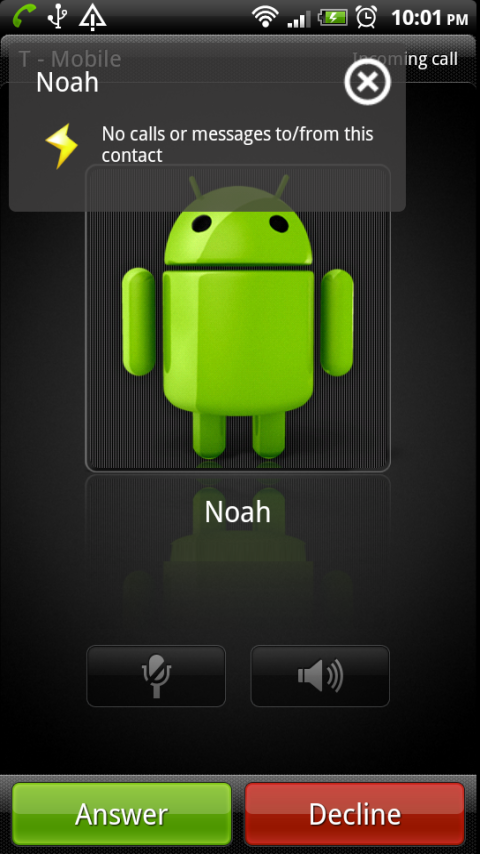 10:01 PM
T - Mobile
Incoming call
Noah
No calls or messages to/from this
contact
Noah
Answer
Decline